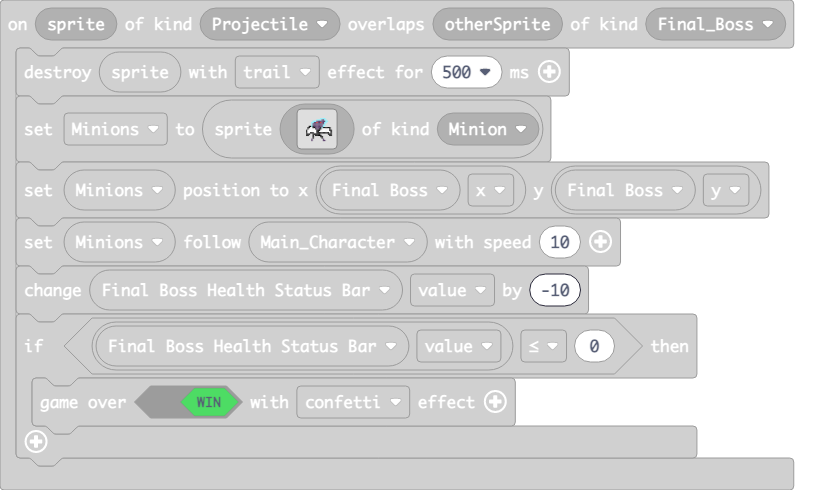 on sprite of kind Projectile overlaps otherSprite of kind Final_Boss
destroy sprite with trail effect for 500 ms
set Minions to sprite of kind Minion
set Minions position to x Final Boss x y Final Boss y
set Minions follow Main_Character with speed 10
change Final Boss Health Status Bar value by -10
if Final Boss Health Status Bar value ≤ 0 then
game over WIN with confetti effect